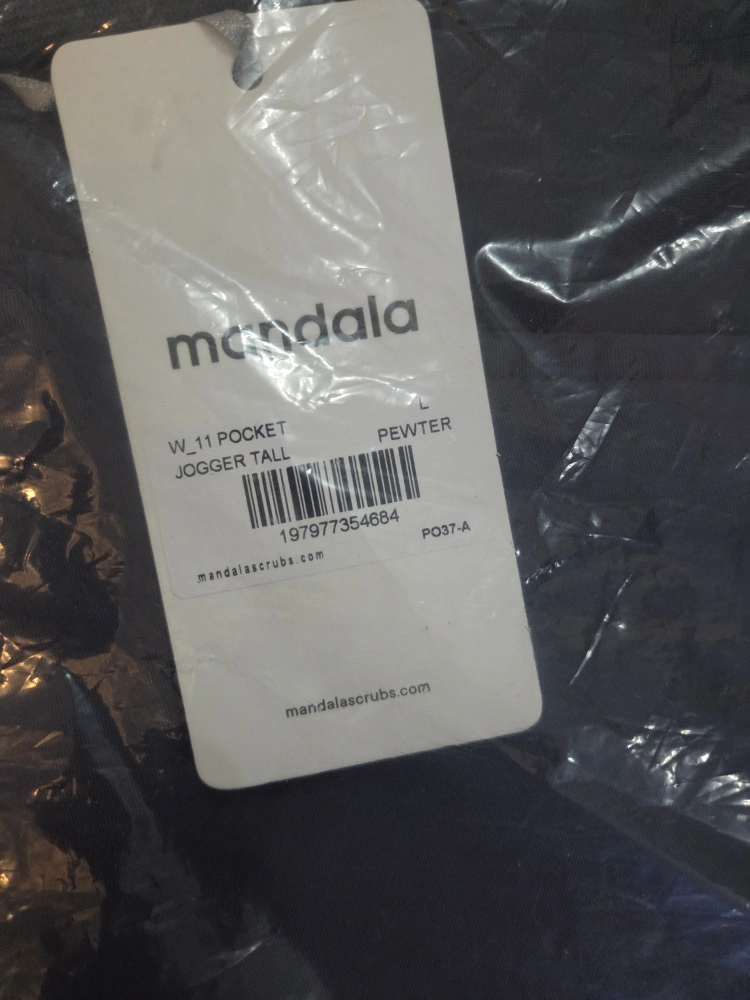 mandala
L
W_11 POCKET PEWTER
JOGGER TALL
197977354684
PO37-A
mandalascrubs.com
mandalascrubs.com